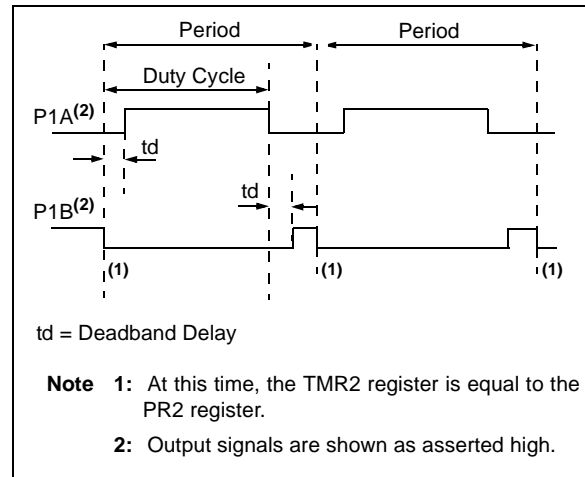 Period Period
Duty Cycle
P1A(2)
td
td
P1B(2)
(1) (1) (1)
td = Deadband Delay
Note 1: At this time, the TMR2 register is equal to the
PR2 register.
2: Output signals are shown as asserted high.